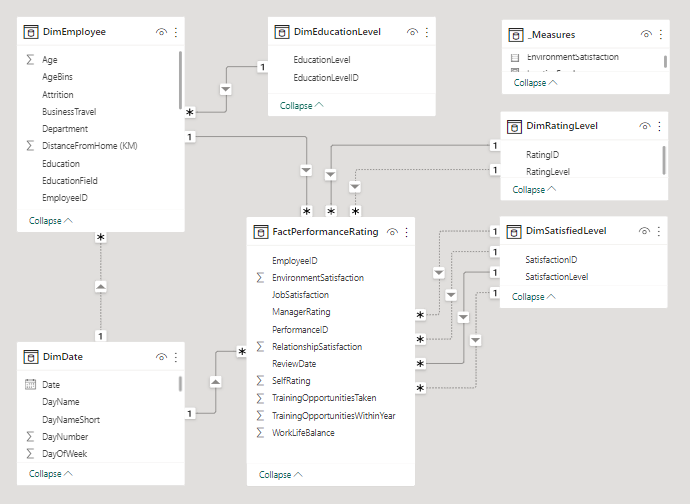 DimEmployee
Age
AgeBins
Attrition
BusinessTravel
Department
DistanceFromHome (KM)
Education
EducationField
EmployeeID
Collapse
DimEducationLevel
EducationLevel
EducationLevelID
Collapse
_Measures
EnvironmentSatisfaction
Collapse
DimRatingLevel
RatingID
RatingLevel
Collapse
DimSatisfiedLevel
SatisfactionID
SatisfactionLevel
Collapse
FactPerformanceRating
EmployeeID
EnvironmentSatisfaction
JobSatisfaction
ManagerRating
PerformanceID
RelationshipSatisfaction
ReviewDate
SelfRating
TrainingOpportunitiesTaken
TrainingOpportunitiesWithinYear
WorkLifeBalance
Collapse
DimDate
Date
DayName
DayNameShort
DayNumber
DayOfWeek
Collapse
1
*
1
*
1
*
1
*
*
1
1
*
1
*
1
*
1
*
1
*